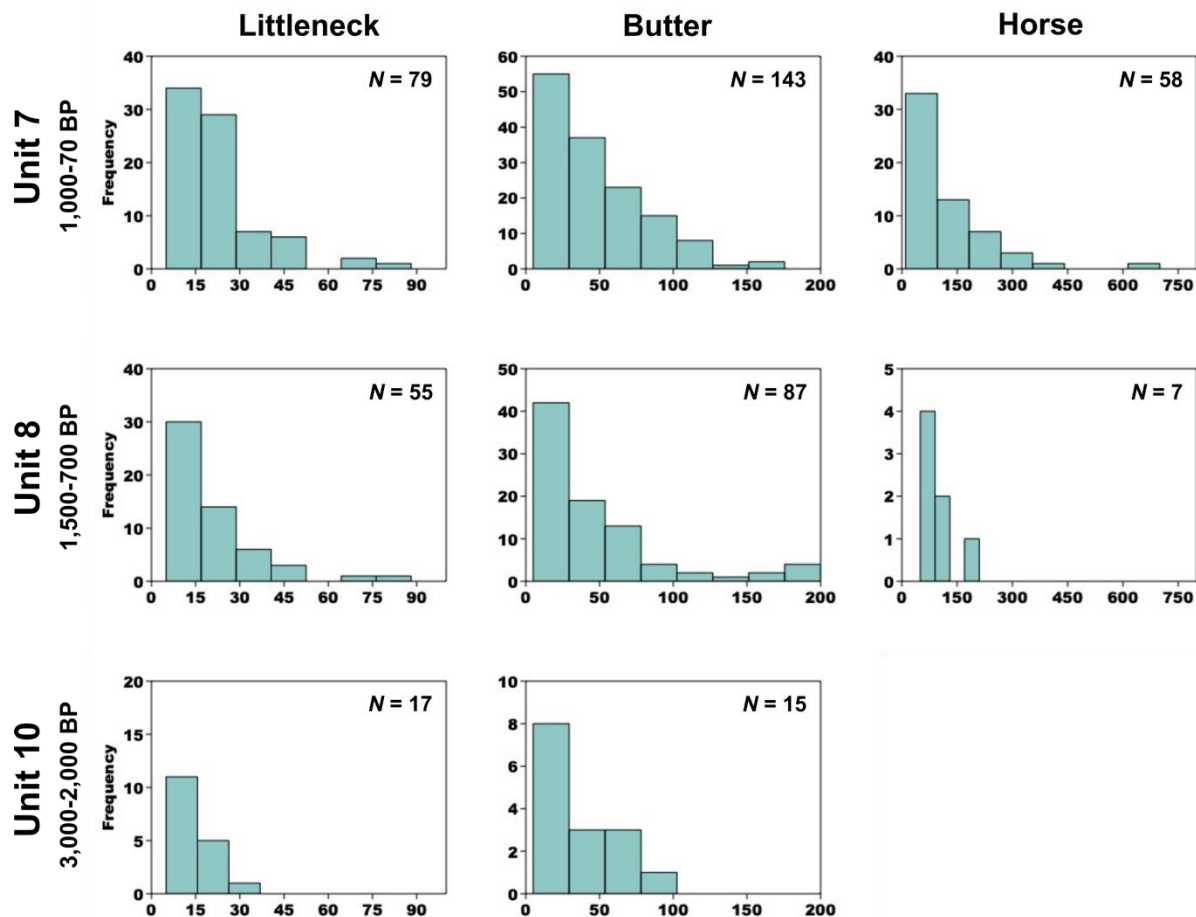 Littleneck
Butter
Horse
Unit 7
1,000-70 BP
Frequency
40
30
20
10
0
N = 79
0 15 30 45 60 75 90
60
50
40
30
20
10
0
N = 143
0 50 100 150 200
40
30
20
10
0
N = 58
0 150 300 450 600 750
Unit 8
1,500-700 BP
Frequency
40
30
20
10
0
N = 55
0 15 30 45 60 75 90
50
40
30
20
10
0
N = 87
0 50 100 150 200
5
4
3
2
1
0
N = 7
0 150 300 450 600 750
Unit 10
3,000-2,000 BP
Frequency
20
15
10
5
0
N = 17
0 15 30 45 60 75 90
10
8
6
4
2
0
N = 15
0 50 100 150 200